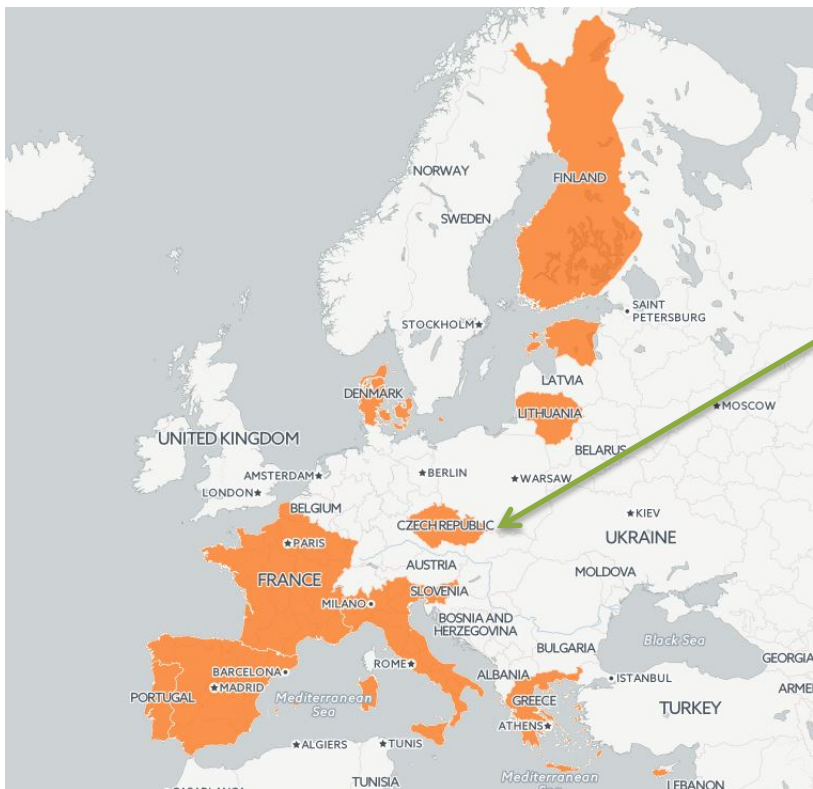 NORWAY
FINLAND
SWEDEN
SAINT
PETERSBURG
STOCKHOLM
LATVIA
DENMARK
MOSCOW
LITHUANIA
UNITED KINGDOM
BELARUS
AMSTERDAM
BERLIN
WARSAW
LONDON
BELGIUM
KIEV
CZECH REPUBLIC
UKRAINE
PARIS
AUSTRIA
MOLDOVA
FRANCE
SLOVENIA
MILANO
BOSNIA AND
HERZEGOVINA
Black Sea
BULGARIA
GEORGIA
ROME
BARCELONA
ALBANIA
ISTANBUL
MADRID
PORTUGAL
Mediterranean
Sea
GREECE
ARME
TURKEY
ATHENS
ALGIERS
TUNIS
Mediterranean
TUNISIA
LEBANON